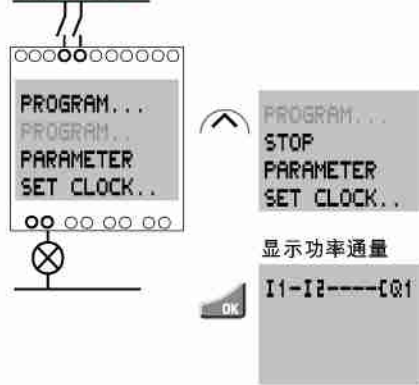 PROGRAM...
PROGRAM..
PARAMETER
SET CLOCK..
PROGRAM...
STOP
PARAMETER
SET CLOCK..
显示功率通量
OK
I1-I2----[Q1